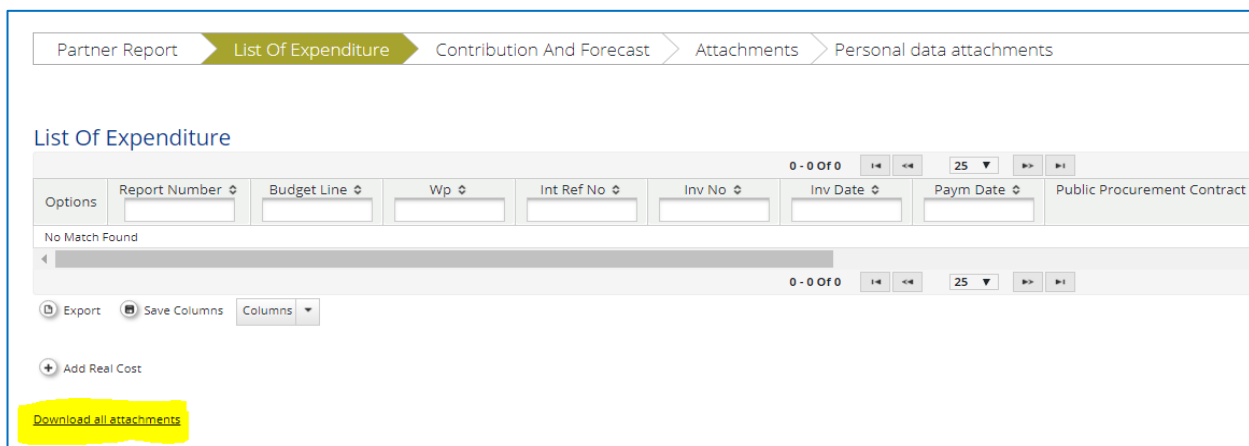 Partner Report List Of Expenditure Contribution And Forecast Attachments Personal data attachments
List Of Expenditure
0 - 0 Of 0 25
Options Report Number Budget Line Wp Int Ref No Inv No Inv Date Paym Date Public Procurement Contract
No Match Found
0 - 0 Of 0 25
Export Save Columns Columns
Add Real Cost
Download all attachments